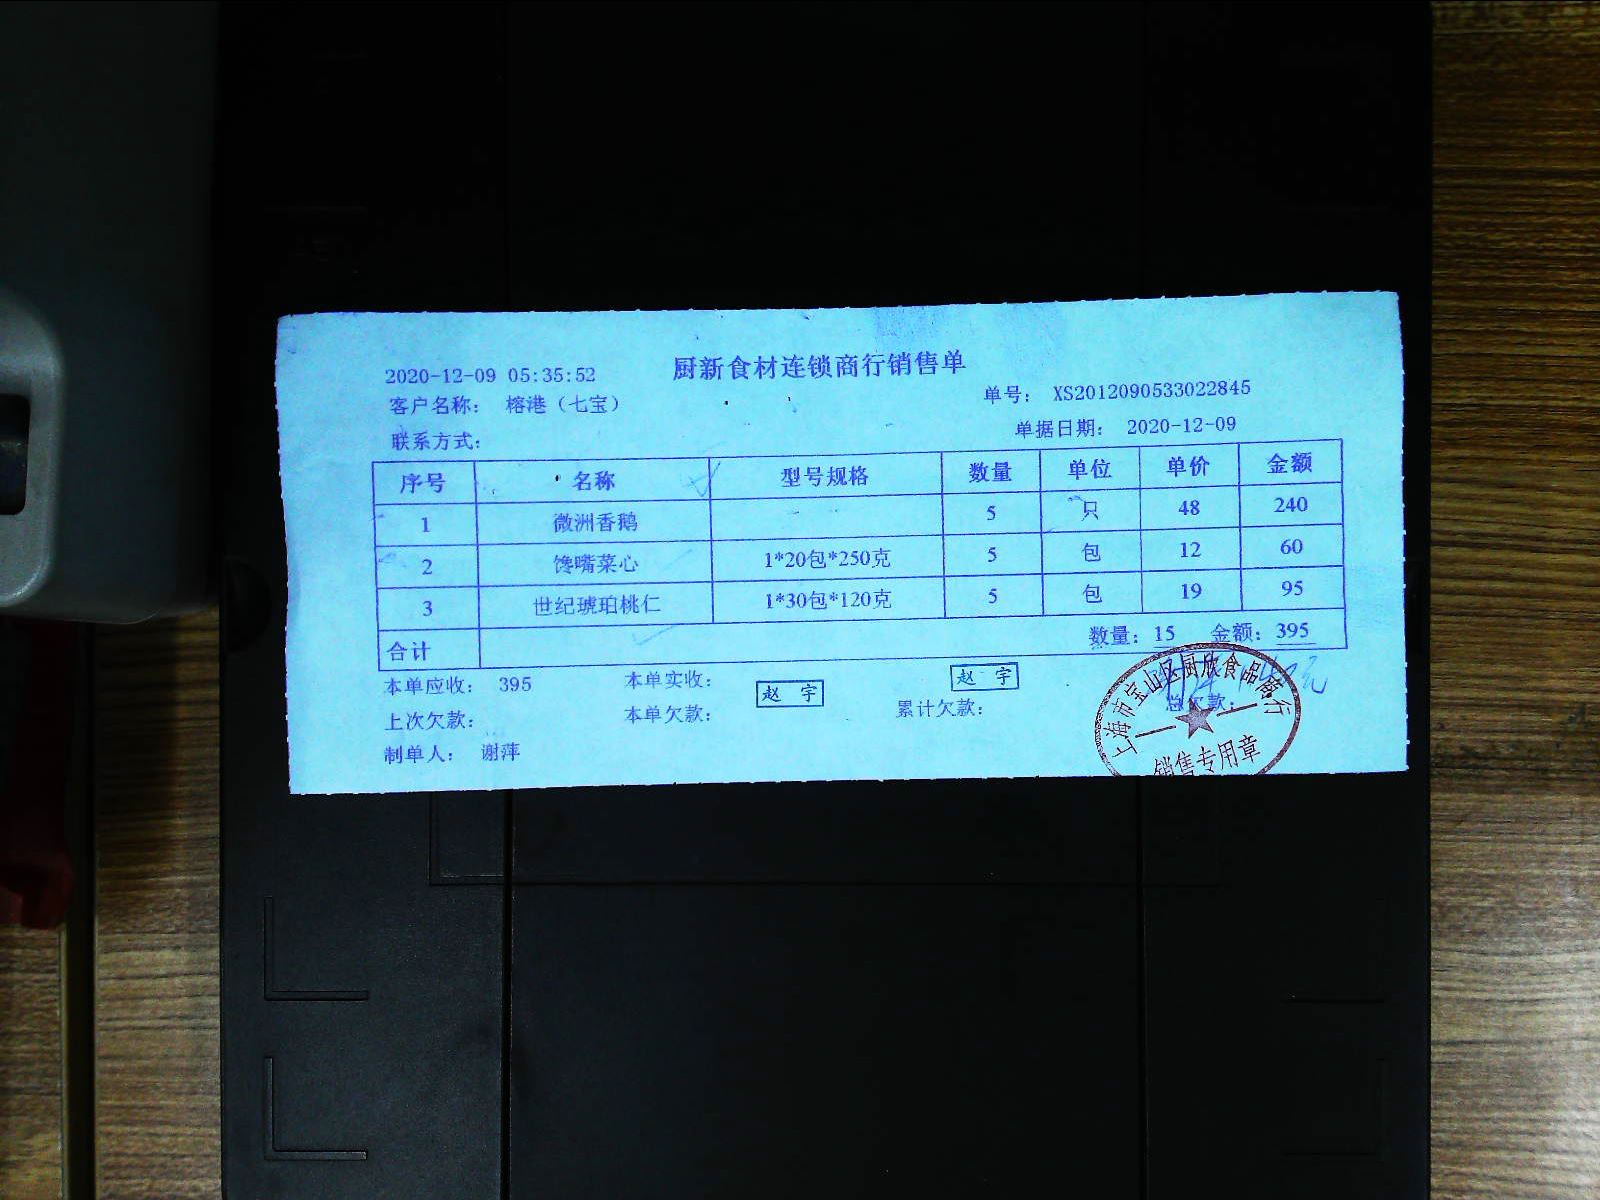 厨新食材连锁商行销售单
2020-12-09 05:35:52
客户名称： 榕港（七宝） 单号： XS2012090533022845
联系方式： 单据日期： 2020-12-09
序号 名称 型号规格 数量 单位 单价 金额
1 微洲香鹅 5 只 48 240
2 馋嘴菜心 1*20包*250克 5 包 12 60
3 世纪琥珀桃仁 1*30包*120克 5 包 19 95
合计 数量：15 金额：395
本单应收： 395 本单实收： 赵 宇 赵 宇
上次欠款： 本单欠款： 累计欠款： 总欠款：
制单人： 谢萍
上海市宝山区厨欣食品商行
销售专用章